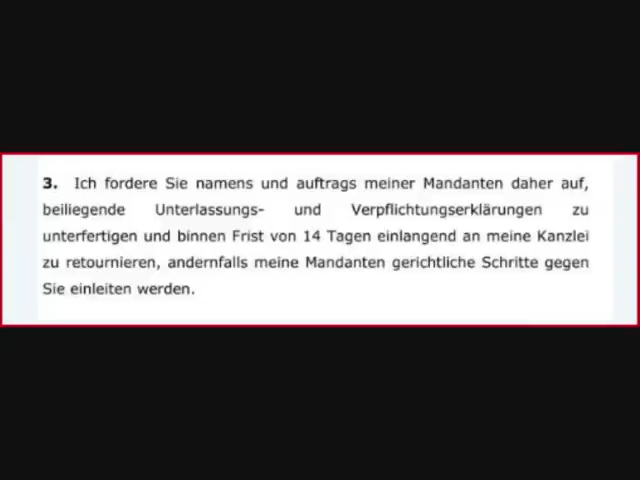 3. Ich fordere Sie namens und auftrags meiner Mandanten daher auf,
beiliegende Unterlassungs- und Verpflichtungserklärungen zu
unterfertigen und binnen Frist von 14 Tagen einlangend an meine Kanzlei
zu retournieren, andernfalls meine Mandanten gerichtliche Schritte gegen
Sie einleiten werden.